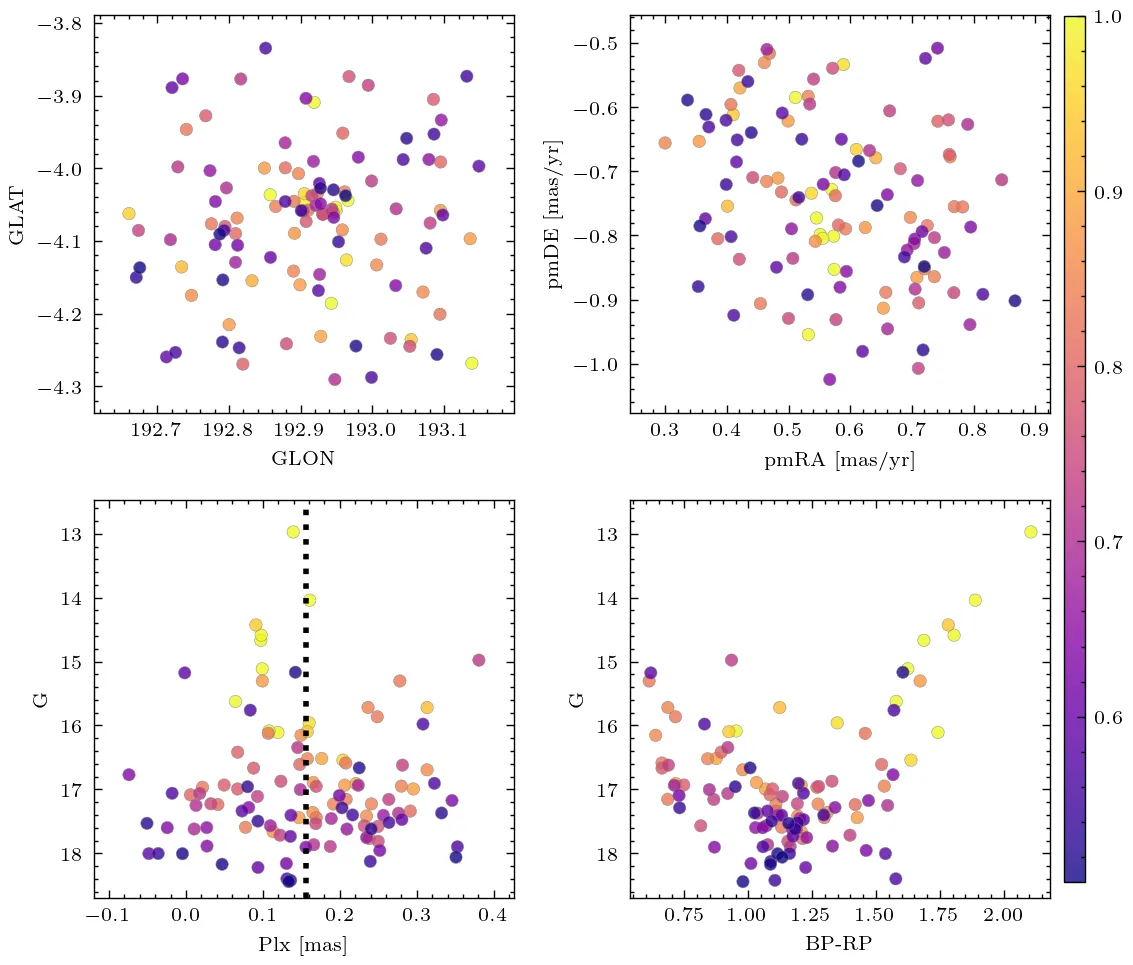 −3.8
−3.9
−4.0
−4.1
−4.2
−4.3
GLAT
192.7 192.8 192.9 193.0 193.1
GLON
−0.5
−0.6
−0.7
−0.8
−0.9
−1.0
pmDE [mas/yr]
0.3 0.4 0.5 0.6 0.7 0.8 0.9
pmRA [mas/yr]
13
14
15
16
17
18
G
−0.1 0.0 0.1 0.2 0.3 0.4
Plx [mas]
13
14
15
16
17
18
G
0.75 1.00 1.25 1.50 1.75 2.00
BP-RP
1.0
0.9
0.8
0.7
0.6